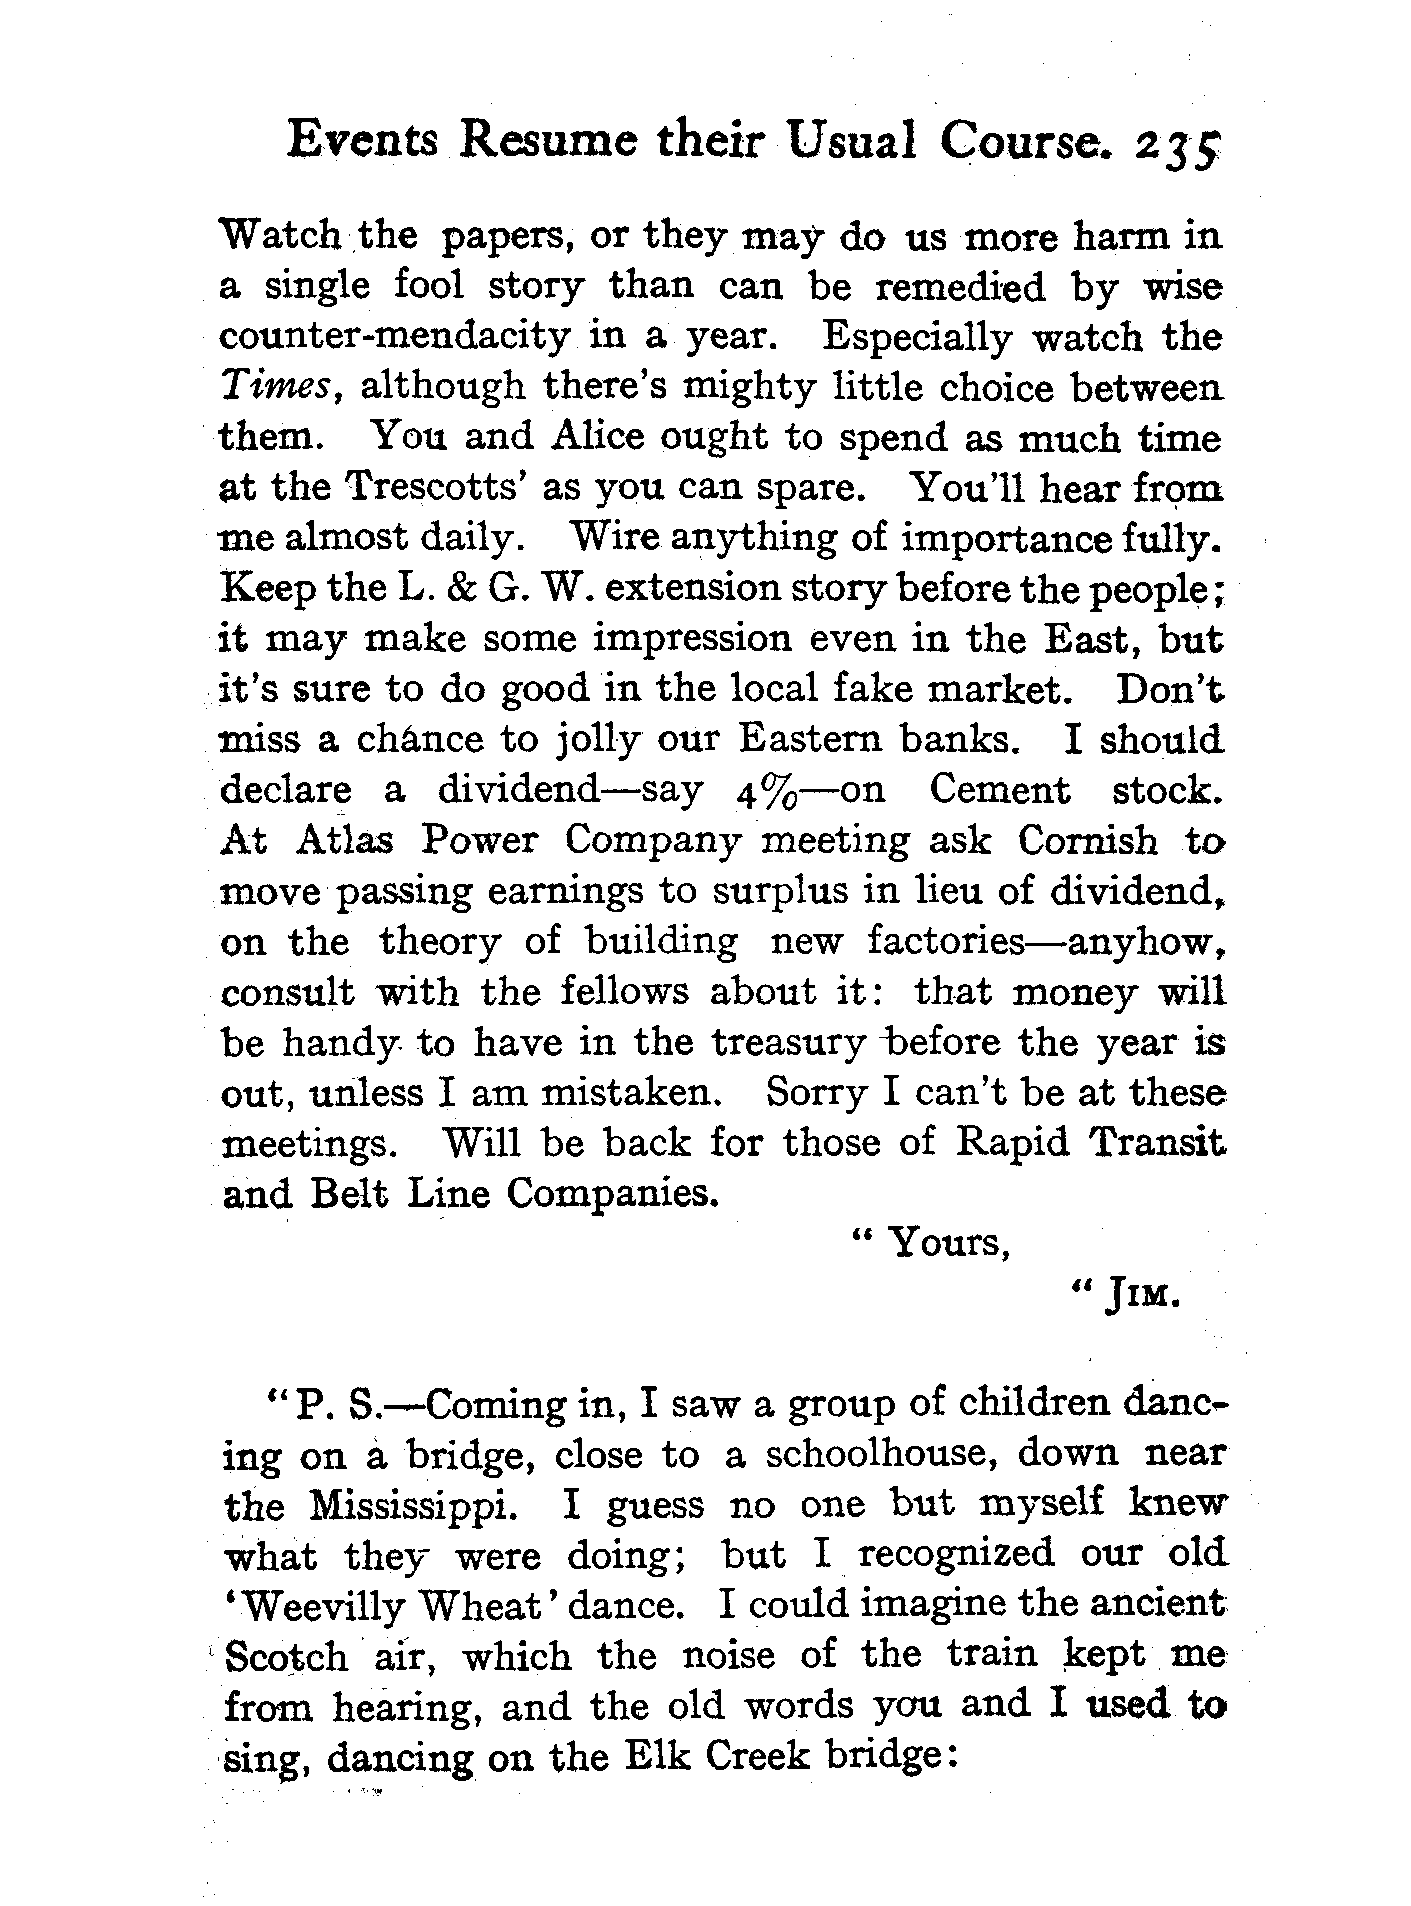 Events Resume their Usual Course. 235
Watch the papers, or they may do us more harm in
a single fool story than can be remedied by wise
counter-mendacity in a year. Especially watch the
Times, although there's mighty little choice between
them. You and Alice ought to spend as much time
at the Trescotts' as you can spare. You'll hear from
me almost daily. Wire anything of importance fully.
Keep the L. & G. W. extension story before the people;
it may make some impression even in the East, but
it's sure to do good in the local fake market. Don't
miss a chance to jolly our Eastern banks. I should
declare a dividend—say 4%—on Cement stock.
At Atlas Power Company meeting ask Cornish to
move passing earnings to surplus in lieu of dividend,
on the theory of building new factories—anyhow,
consult with the fellows about it: that money will
be handy to have in the treasury before the year is
out, unless I am mistaken. Sorry I can't be at these
meetings. Will be back for those of Rapid Transit
and Belt Line Companies.
“ Yours,
“ JIM.
“P. S.—Coming in, I saw a group of children danc-
ing on a bridge, close to a schoolhouse, down near
the Mississippi. I guess no one but myself knew
what they were doing; but I recognized our old
‘Weevilly Wheat’ dance. I could imagine the ancient
Scotch air, which the noise of the train kept me
from hearing, and the old words you and I used to
sing, dancing on the Elk Creek bridge: